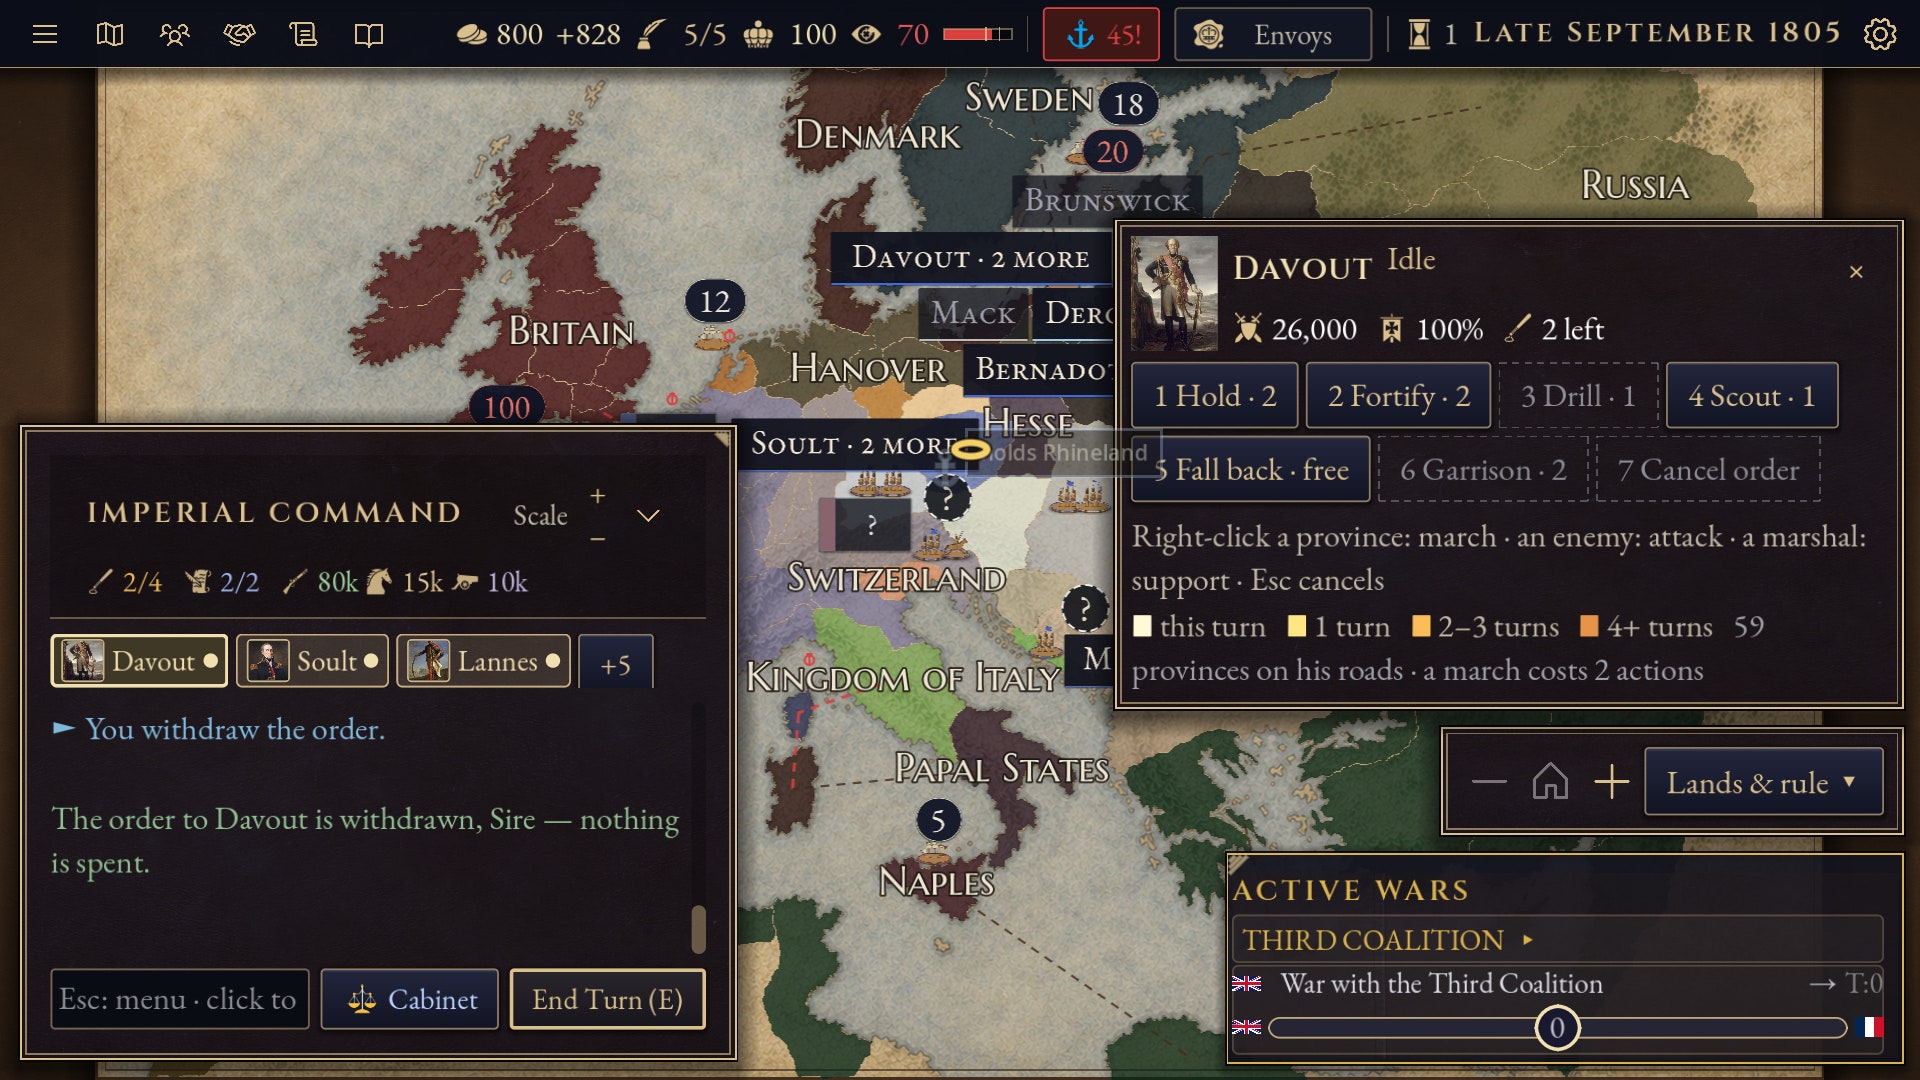 800 +828 5/5 100 70 45! Envoys 1 Late September 1805
Sweden 18
Denmark
20
Russia
Brunswick
Davout · 2 more
12
Mack
Britain
Hanover
100
Hesse
Soult · 2 more
olds Rhineland
?
?
Switzerland
?
Kingdom of Italy
M
Papal States
5
Naples
Davout Idle ×
26,000 100% 2 left
1 Hold · 2 2 Fortify · 2 3 Drill · 1 4 Scout · 1
5 Fall back · free 6 Garrison · 2 7 Cancel order
Right-click a province: march · an enemy: attack · a marshal:
support · Esc cancels
this turn 1 turn 2–3 turns 4+ turns 59
provinces on his roads · a march costs 2 actions
Imperial Command Scale + −
2/4 2/2 80k 15k 10k
Davout Soult Lannes +5
► You withdraw the order.
The order to Davout is withdrawn, Sire — nothing
is spent.
Esc: menu · click to Cabinet End Turn (E)
Lands & rule ▼
Active Wars
THIRD COALITION ▸
War with the Third Coalition → T:0
0